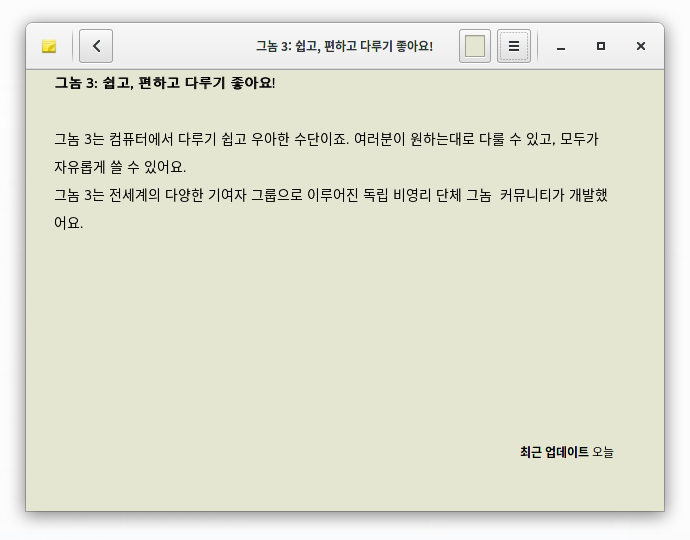 그놈 3: 쉽고, 편하고 다루기 좋아요!
그놈 3: 쉽고, 편하고 다루기 좋아요!
그놈 3는 컴퓨터에서 다루기 쉽고 우아한 수단이죠. 여러분이 원하는대로 다룰 수 있고, 모두가
자유롭게 쓸 수 있어요.
그놈 3는 전세계의 다양한 기여자 그룹으로 이루어진 독립 비영리 단체 그놈  커뮤니티가 개발했
어요.
최근 업데이트 오늘